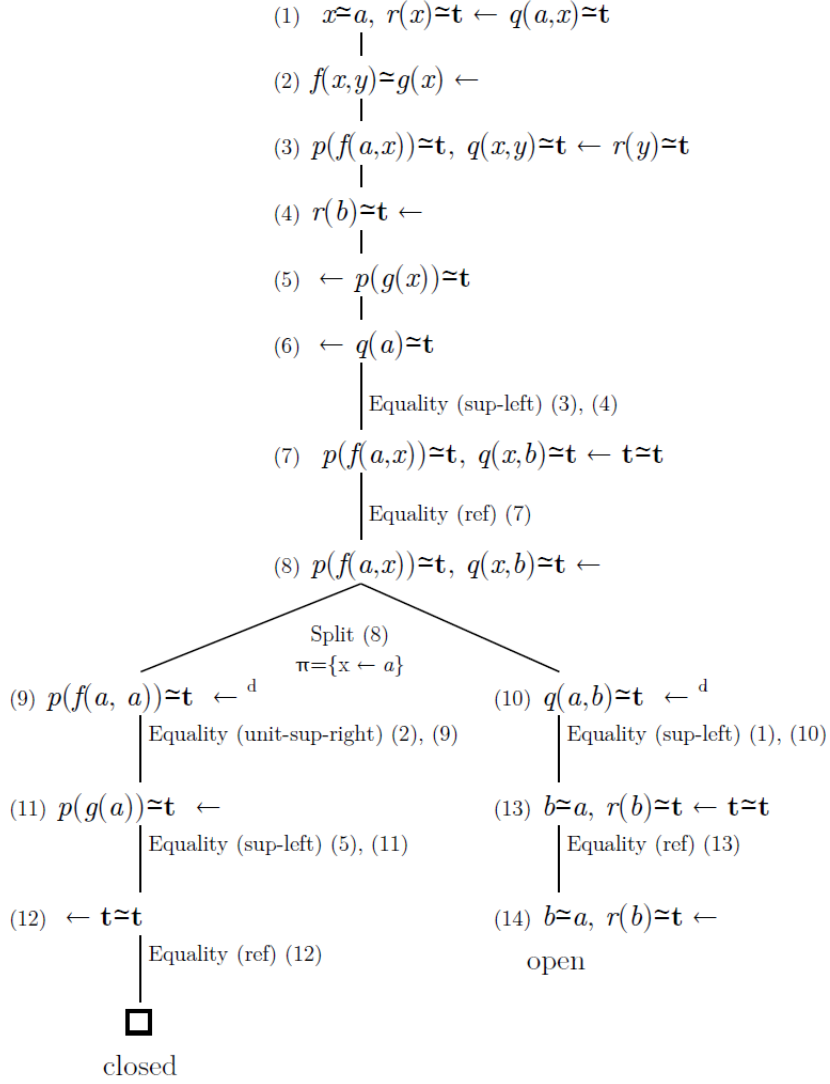 (1) x≃a, r(x)≃t ← q(a,x)≃t
(2) f(x,y)≃g(x) ←
(3) p(f(a,x))≃t, q(x,y)≃t ← r(y)≃t
(4) r(b)≃t ←
(5) ← p(g(x))≃t
(6) ← q(a)≃t
Equality (sup-left) (3), (4)
(7) p(f(a,x))≃t, q(x,b)≃t ← t≃t
Equality (ref) (7)
(8) p(f(a,x))≃t, q(x,b)≃t ←
Split (8)
π={x ← a}
(9) p(f(a, a))≃t ← d
(10) q(a,b)≃t ← d
Equality (unit-sup-right) (2), (9)
Equality (sup-left) (1), (10)
(11) p(g(a))≃t ←
(13) b≃a, r(b)≃t ← t≃t
Equality (sup-left) (5), (11)
Equality (ref) (13)
(12) ← t≃t
(14) b≃a, r(b)≃t ←
Equality (ref) (12)
open
closed